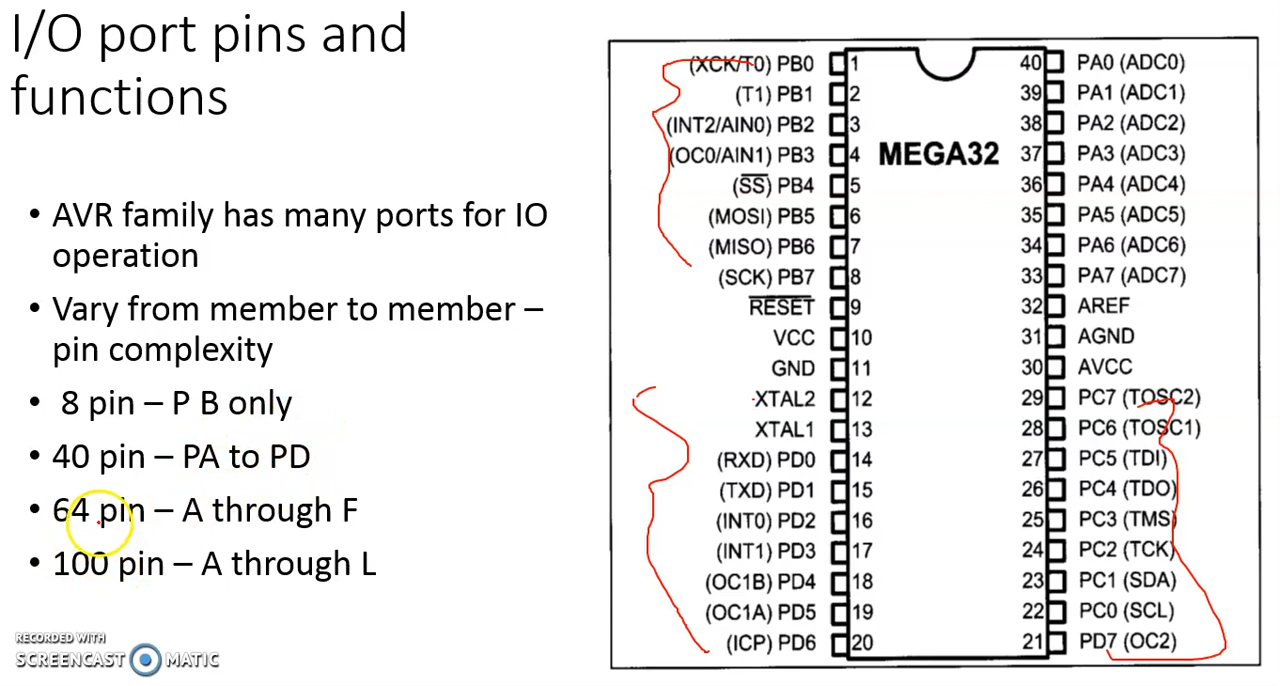 I/O port pins and
functions
• AVR family has many ports for IO
operation
• Vary from member to member –
pin complexity
• 8 pin – P B only
• 40 pin – PA to PD
• 64 pin – A through F
• 100 pin – A through L
RECORDED WITH
SCREENCAST MATIC
MEGA32
(XCK/T0) PB0 1
(T1) PB1 2
(INT2/AIN0) PB2 3
(OC0/AIN1) PB3 4
(S̅S̅) PB4 5
(MOSI) PB5 6
(MISO) PB6 7
(SCK) PB7 8
R̅E̅S̅E̅T̅ 9
VCC 10
GND 11
XTAL2 12
XTAL1 13
(RXD) PD0 14
(TXD) PD1 15
(INT0) PD2 16
(INT1) PD3 17
(OC1B) PD4 18
(OC1A) PD5 19
(ICP) PD6 20
40 PA0 (ADC0)
39 PA1 (ADC1)
38 PA2 (ADC2)
37 PA3 (ADC3)
36 PA4 (ADC4)
35 PA5 (ADC5)
34 PA6 (ADC6)
33 PA7 (ADC7)
32 AREF
31 AGND
30 AVCC
29 PC7 (TOSC2)
28 PC6 (TOSC1)
27 PC5 (TDI)
26 PC4 (TDO)
25 PC3 (TMS)
24 PC2 (TCK)
23 PC1 (SDA)
22 PC0 (SCL)
21 PD7 (OC2)